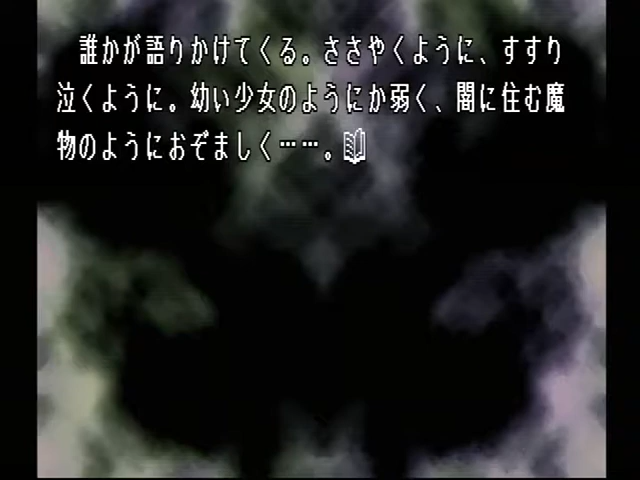 誰かが語りかけてくる。ささやくように、すすり
泣くように。幼い少女のようにか弱く、闇に住む魔
物のようにおぞましく……。